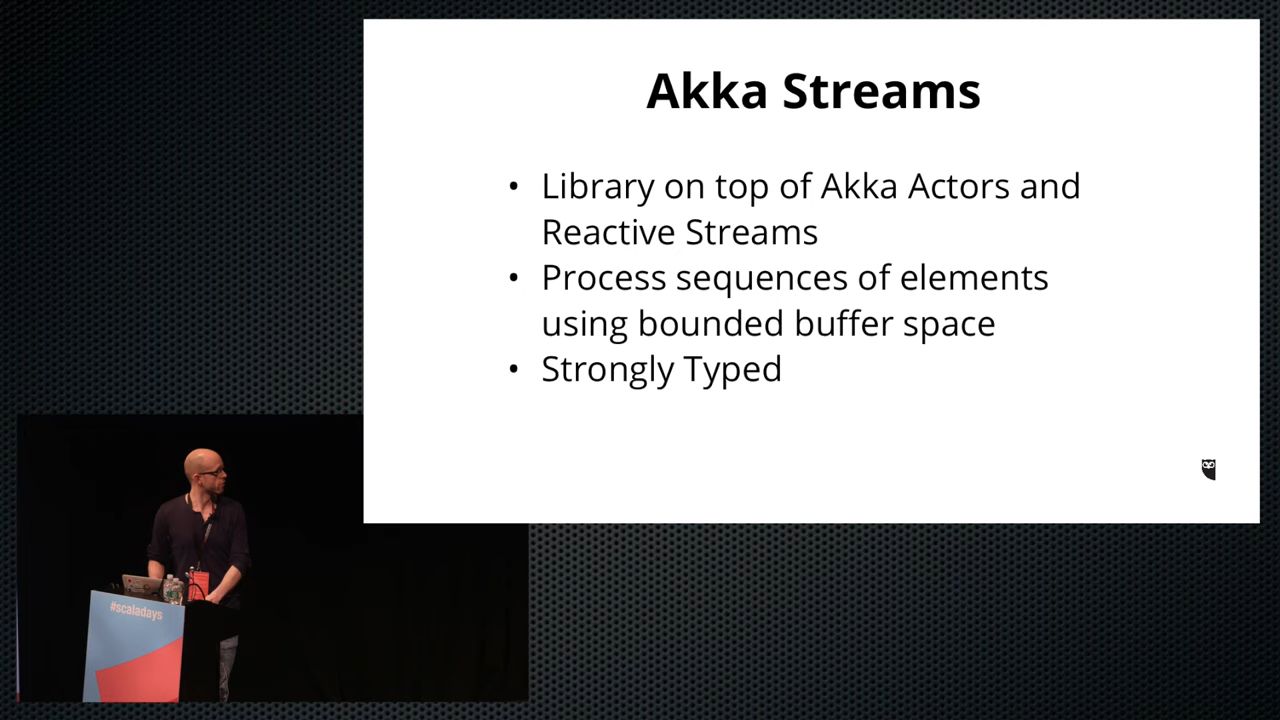 Akka Streams
• Library on top of Akka Actors and
Reactive Streams
• Process sequences of elements
using bounded buffer space
• Strongly Typed
#scaladays